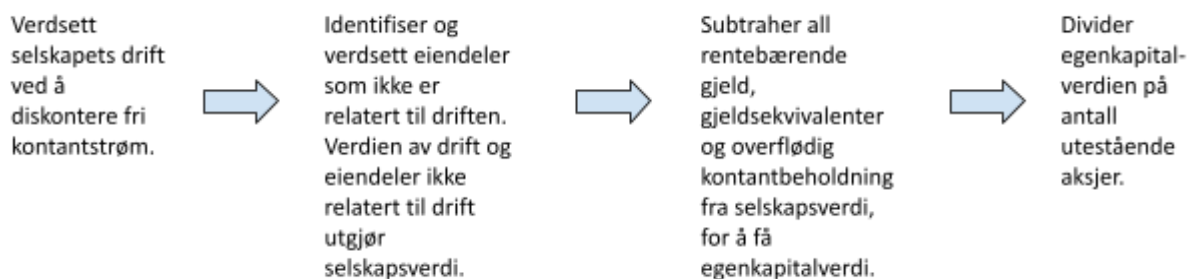 Verdsett
selskapets drift
ved å
diskontere fri
kontantstrøm.
Identifiser og
verdsett eiendeler
som ikke er
relatert til driften.
Verdien av drift og
eiendeler ikke
relatert til drift
utgjør
selskapsverdi.
Subtraher all
rentebærende
gjeld,
gjeldsekvivalenter
og overflødig
kontantbeholdning
fra selskapsverdi,
for å få
egenkapitalverdi.
Divider
egenkapital-
verdien på
antall
utestående
aksjer.